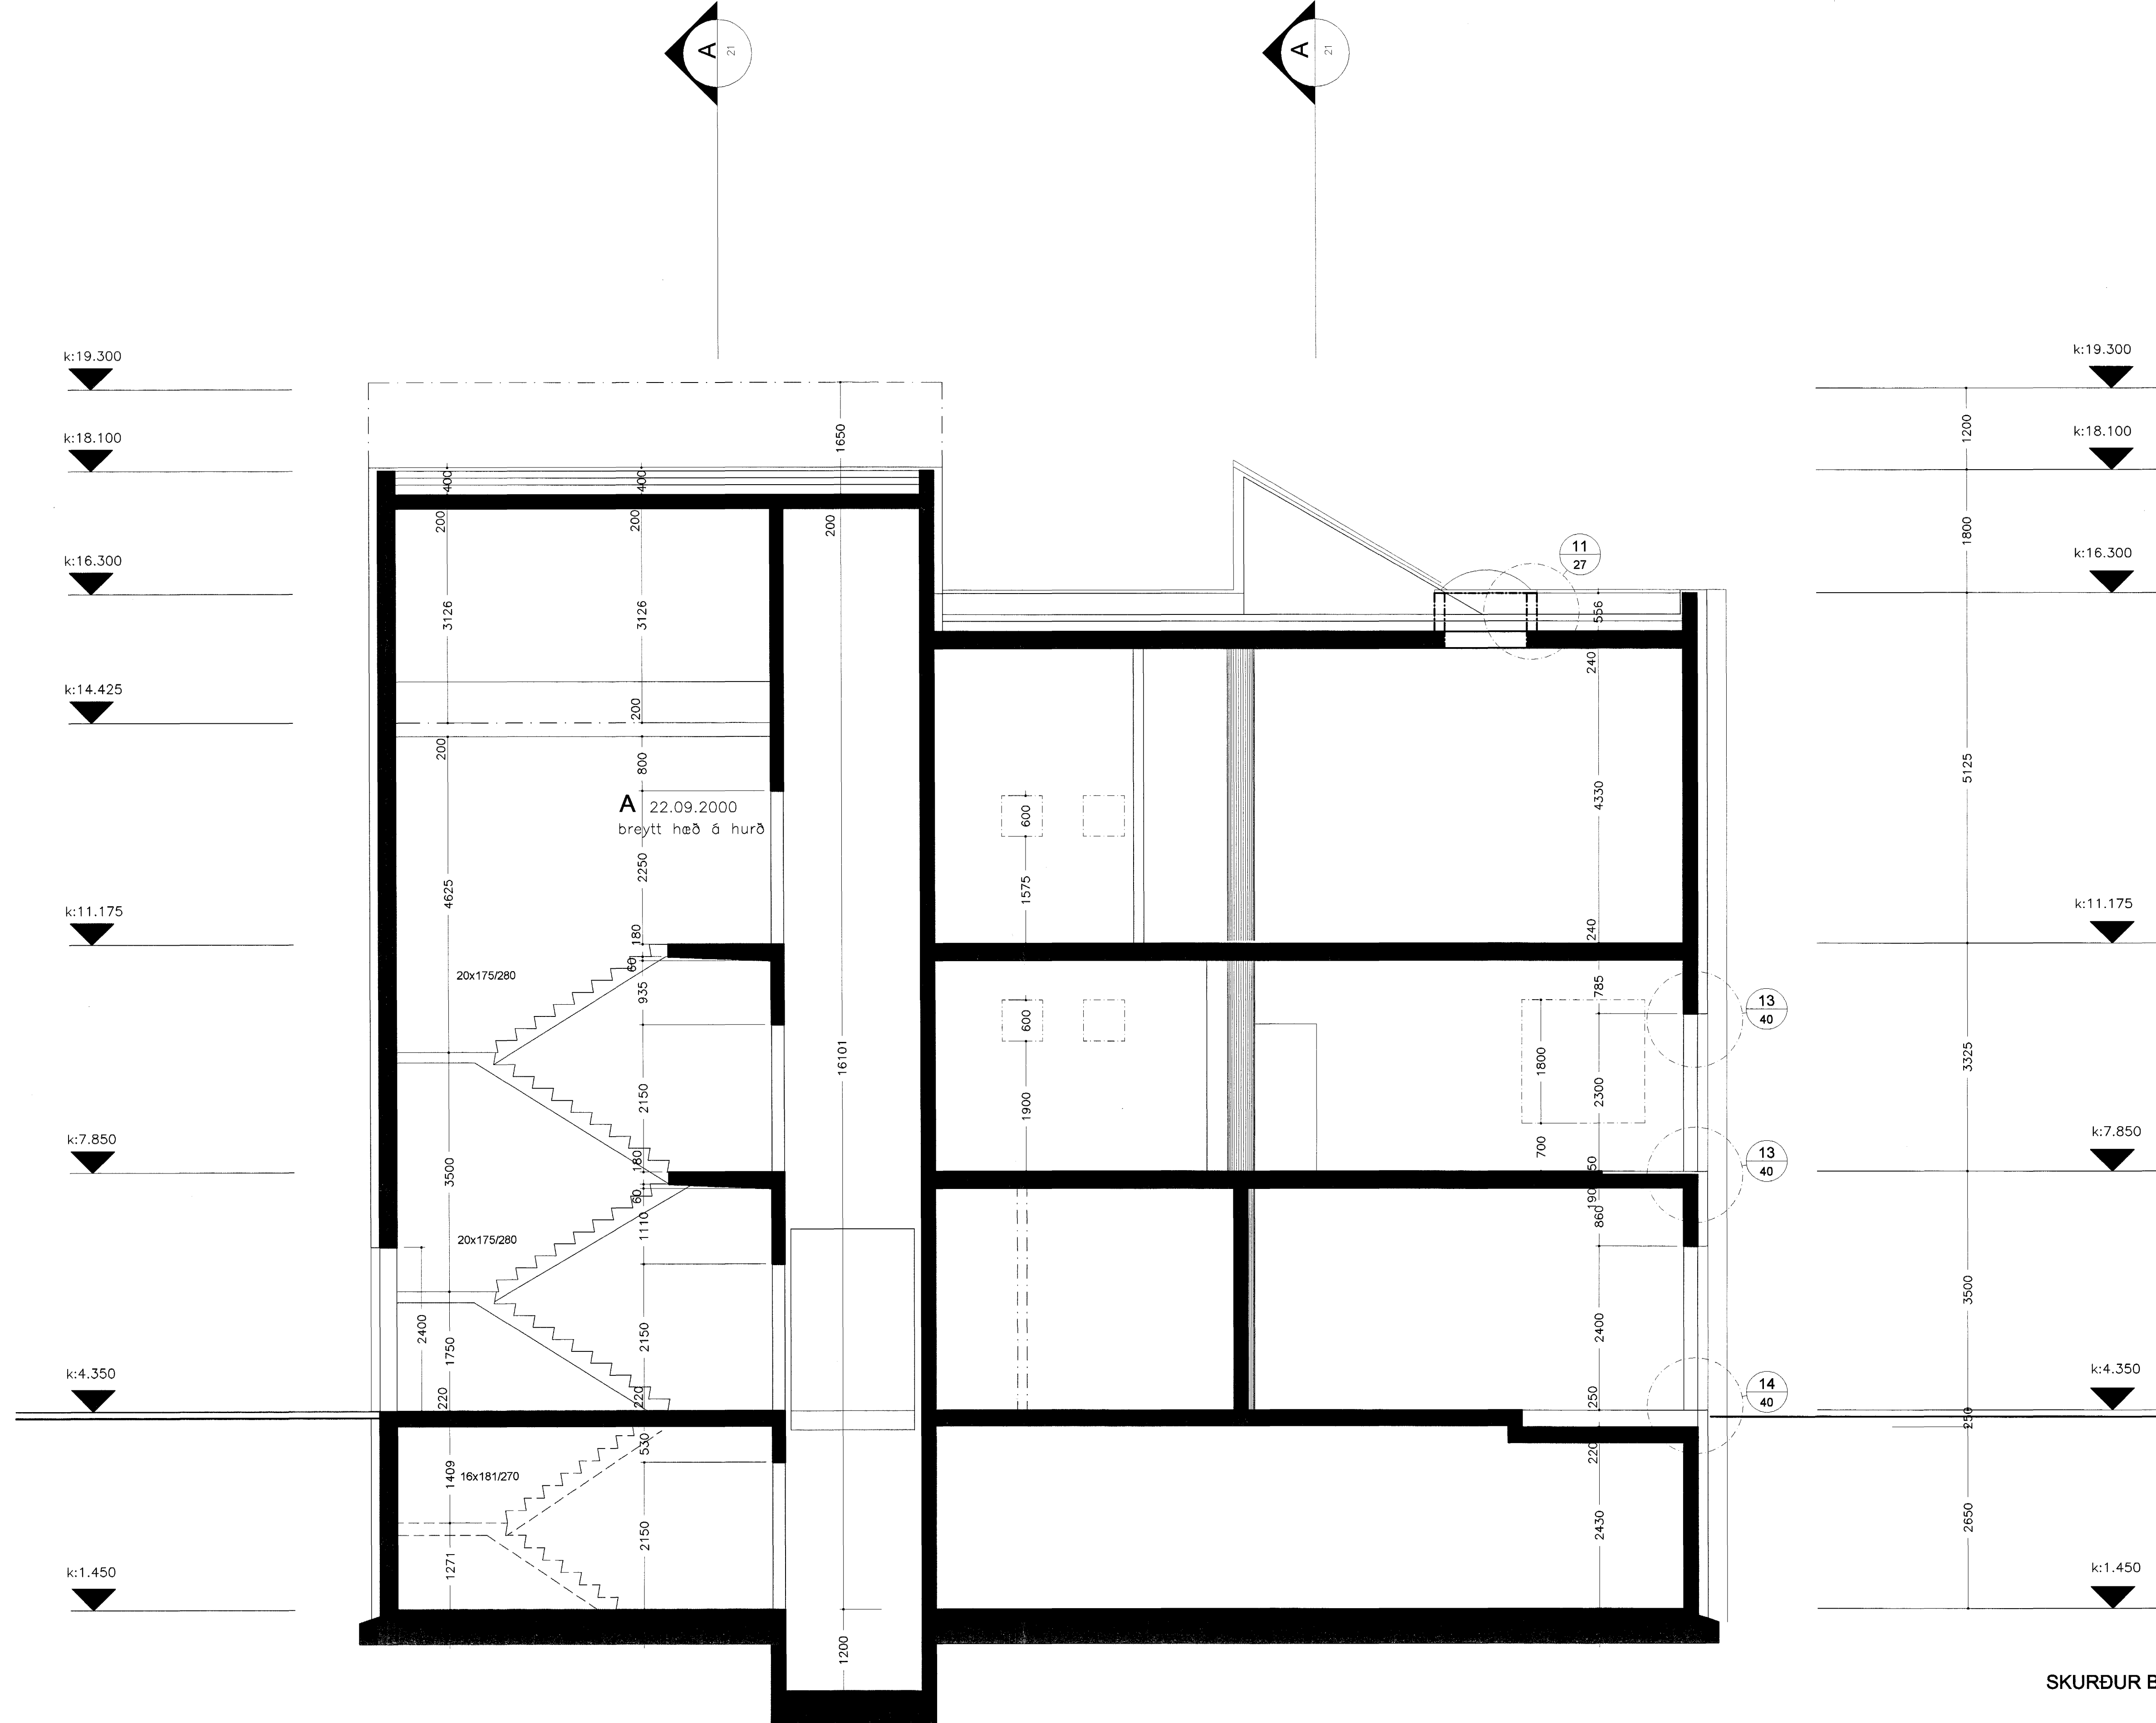 A
21
A
21
k:19.300
k:19.300
1200
1650
k:18.100
k:18.100
400
400
200
200
200
1800
k:16.300
k:16.300
11
27
3126
3126
556
240
k:14.425
200
200
800
5125
A 22.09.2000
breytt hæð á hurð
600
4330
2250
1575
4625
k:11.175
k:11.175
180
240
60
20x175/280
935
785
13
40
600
16101
1800
3325
2150
2300
1900
k:7.850
k:7.850
700
180
50
13
40
3500
60
190
1110
860
20x175/280
3500
2400
1750
2150
2400
k:4.350
k:4.350
14
40
220
220
250
250
530
220
1409
16x181/270
2150
2430
2650
1271
k:1.450
k:1.450
1200
SKURÐUR B